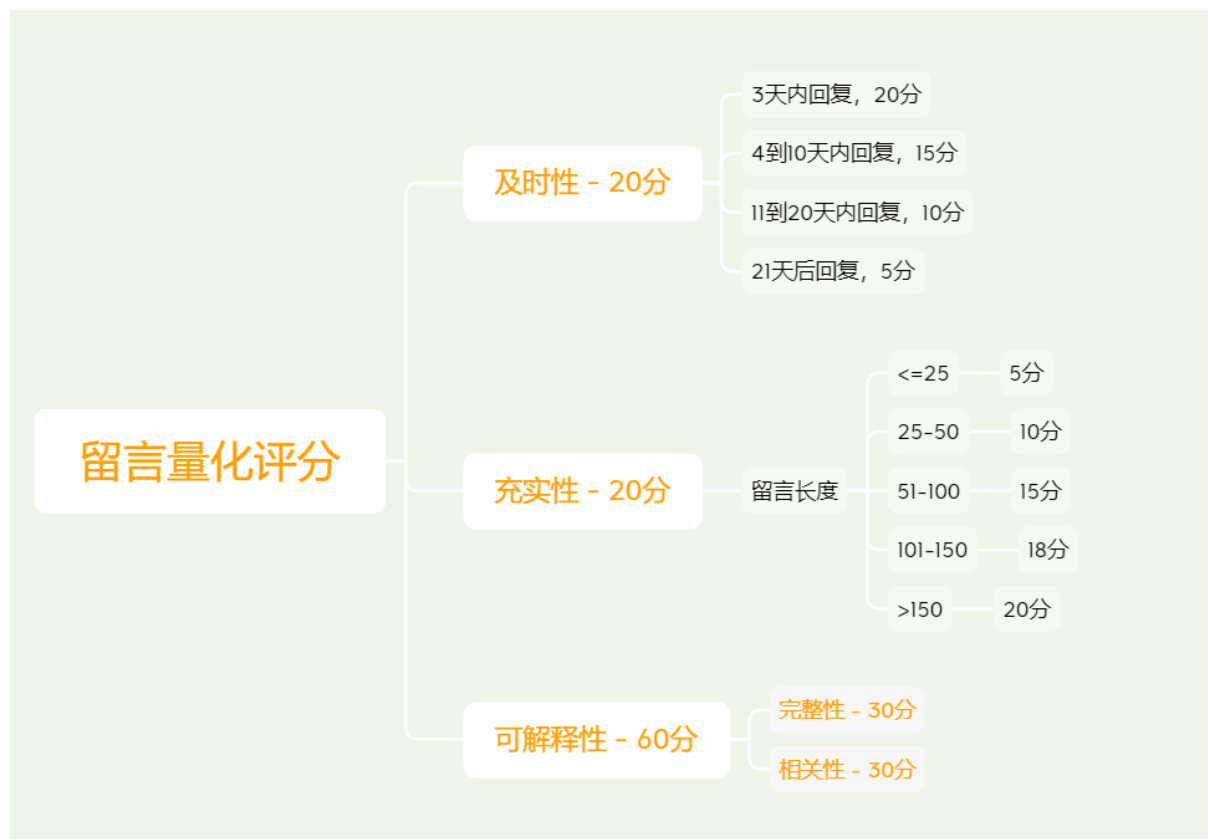 留言量化评分
及时性 - 20分
3天内回复，20分
4到10天内回复，15分
11到20天内回复，10分
21天后回复，5分
充实性 - 20分
留言长度
<=25
5分
25-50
10分
51-100
15分
101-150
18分
>150
20分
可解释性 - 60分
完整性 - 30分
相关性 - 30分